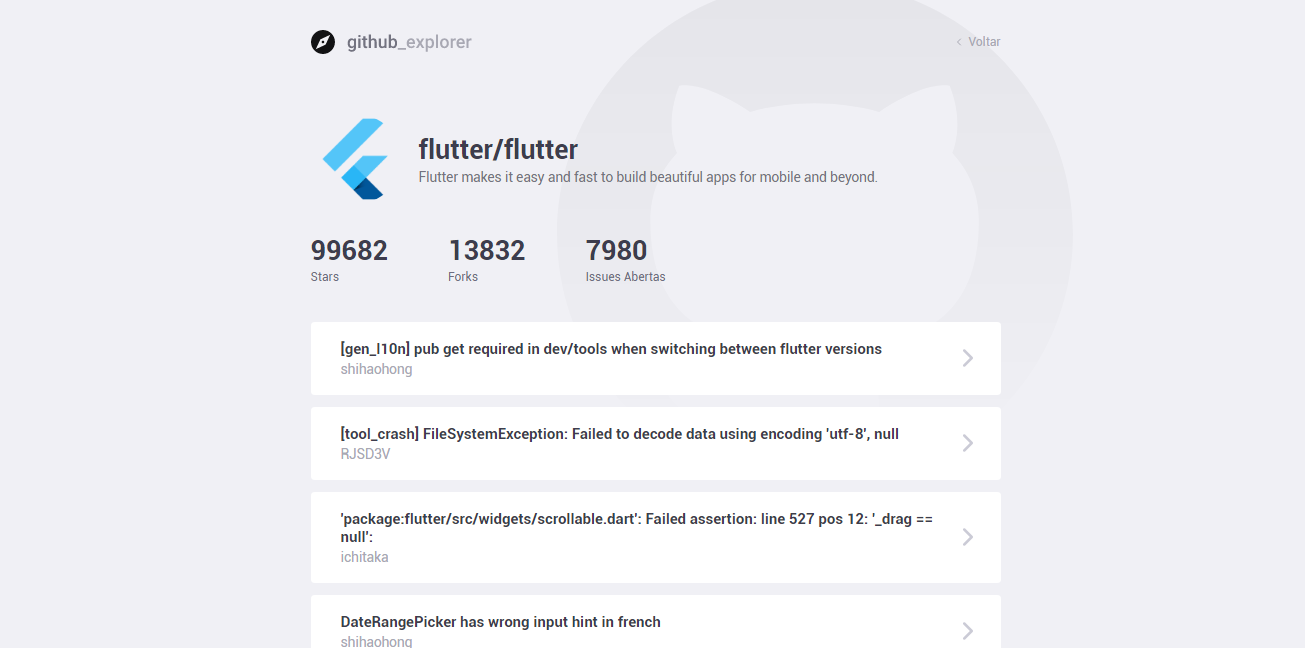 github_explorer
Voltar
flutter/flutter
Flutter makes it easy and fast to build beautiful apps for mobile and beyond.
99682
Stars
13832
Forks
7980
Issues Abertas
[gen_l10n] pub get required in dev/tools when switching between flutter versions
shihaohong
[tool_crash] FileSystemException: Failed to decode data using encoding 'utf-8', null
RJSD3V
'package:flutter/src/widgets/scrollable.dart': Failed assertion: line 527 pos 12: '_drag ==
null':
ichitaka
DateRangePicker has wrong input hint in french
shihaohong